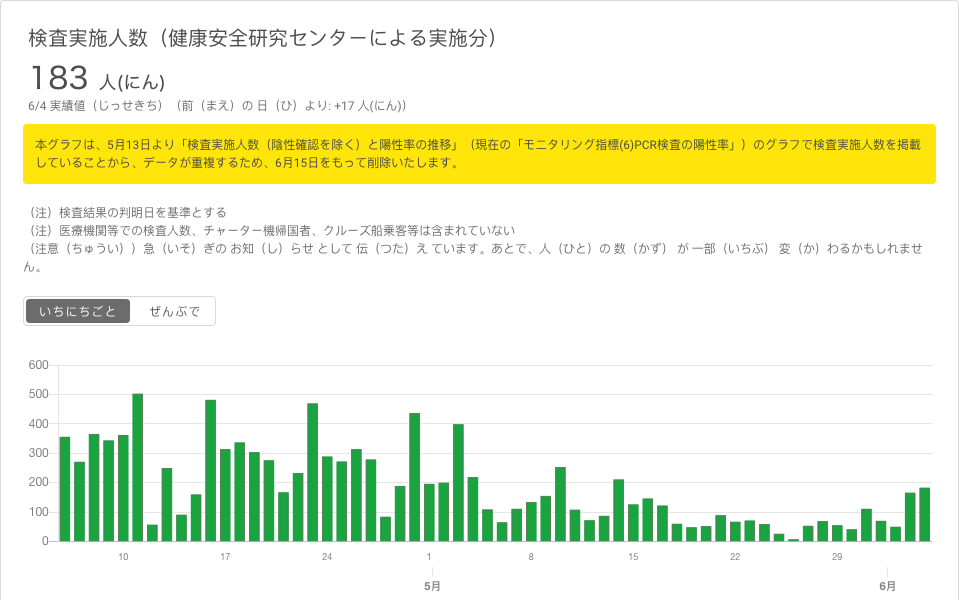 検査実施人数（健康安全研究センターによる実施分）
183 人(にん)
6/4 実績値（じっせきち）（前（まえ）の 日（ひ）より: +17 人(にん)）
本グラフは、5月13日より「検査実施人数（陰性確認を除く）と陽性率の推移」（現在の「モニタリング指標(6)PCR検査の陽性率」）のグラフで検査実施人数を掲載
していることから、データが重複するため、6月15日をもって削除いたします。
（注）検査結果の判明日を基準とする
（注）医療機関等での検査人数、チャーター機帰国者、クルーズ船乗客等は含まれていない
（注意（ちゅうい））急（いそ）ぎの お知（し）らせ として 伝（つた）え ています。あとで、人（ひと）の 数（かず） が 一部（いちぶ） 変（か）わるかもしれませ
ん。
いちにちごと ぜんぶで
600
500
400
300
200
100
0
10 17 24 1 8 15 22 29
5月 6月